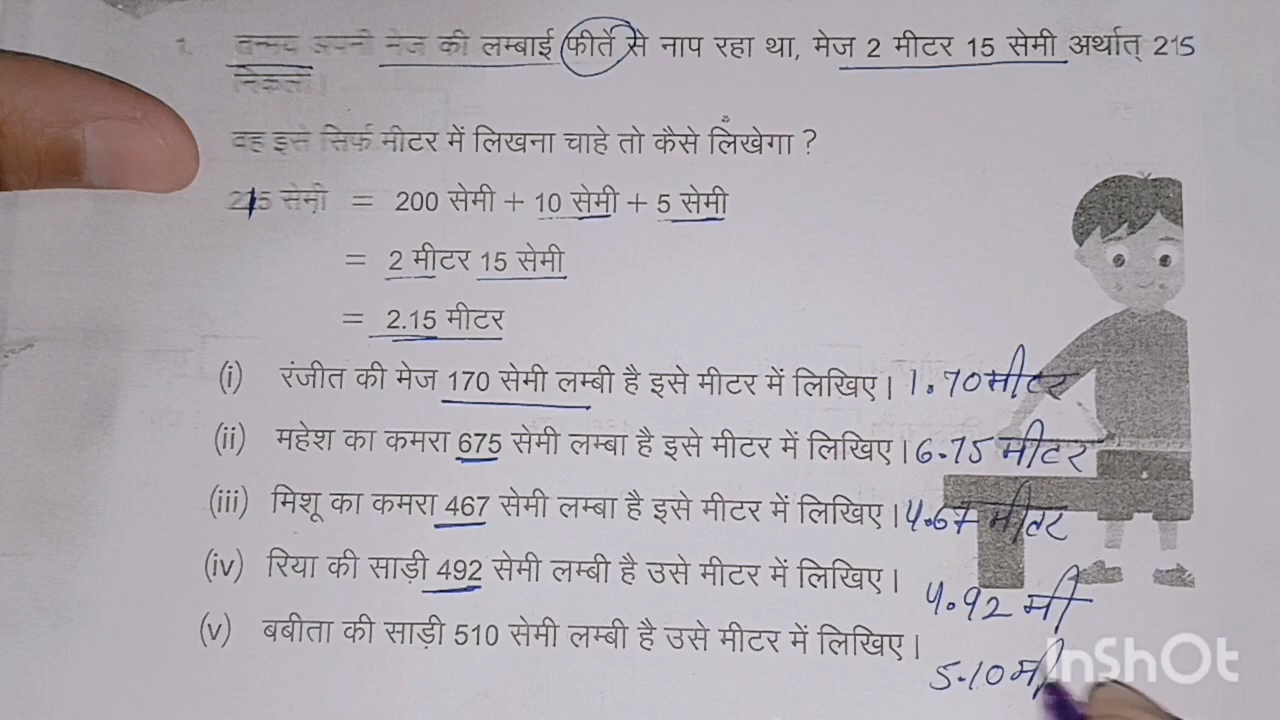 1. तन्मय अपनी मेज की लम्बाई फीते से नाप रहा था, मेज 2 मीटर 15 सेमी अर्थात् 215
निकला।
वह इसे सिर्फ मीटर में लिखना चाहे तो कैसे लिखेगा ?
215 सेमी = 200 सेमी + 10 सेमी + 5 सेमी
= 2 मीटर 15 सेमी
= 2.15 मीटर
(i) रंजीत की मेज 170 सेमी लम्बी है इसे मीटर में लिखिए। 1.70 मीटर
(ii) महेश का कमरा 675 सेमी लम्बा है इसे मीटर में लिखिए। 6.75 मीटर
(iii) मिशू का कमरा 467 सेमी लम्बा है इसे मीटर में लिखिए। 4.67 मीटर
(iv) रिया की साड़ी 492 सेमी लम्बी है उसे मीटर में लिखिए।
4.92 मी
(v) बबीता की साड़ी 510 सेमी लम्बी है उसे मीटर में लिखिए।
5.10 मी
InShOt